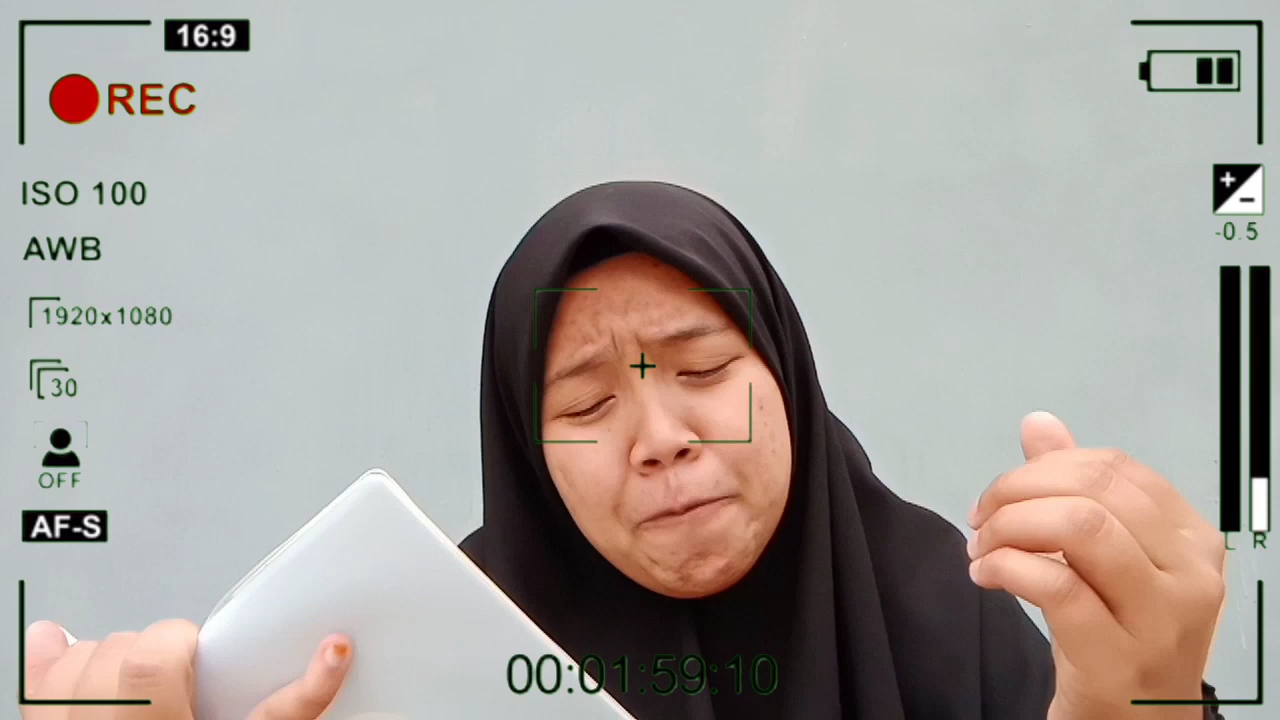 16:9
REC
ISO 100
AWB
1920x1080
30
OFF
AF-S
-0.5
L R
00:01:59:10